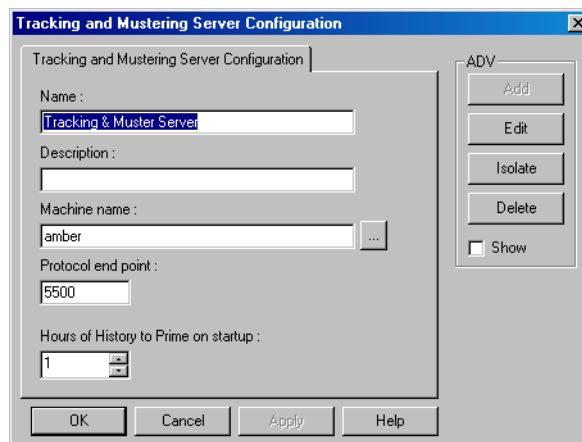 Tracking and Mustering Server Configuration
Tracking and Mustering Server Configuration
Name :
Tracking & Muster Server
Description :
Machine name :
amber
...
Protocol end point :
5500
Hours of History to Prime on startup :
1
OK
Cancel
Apply
Help
ADV
Add
Edit
Isolate
Delete
Show